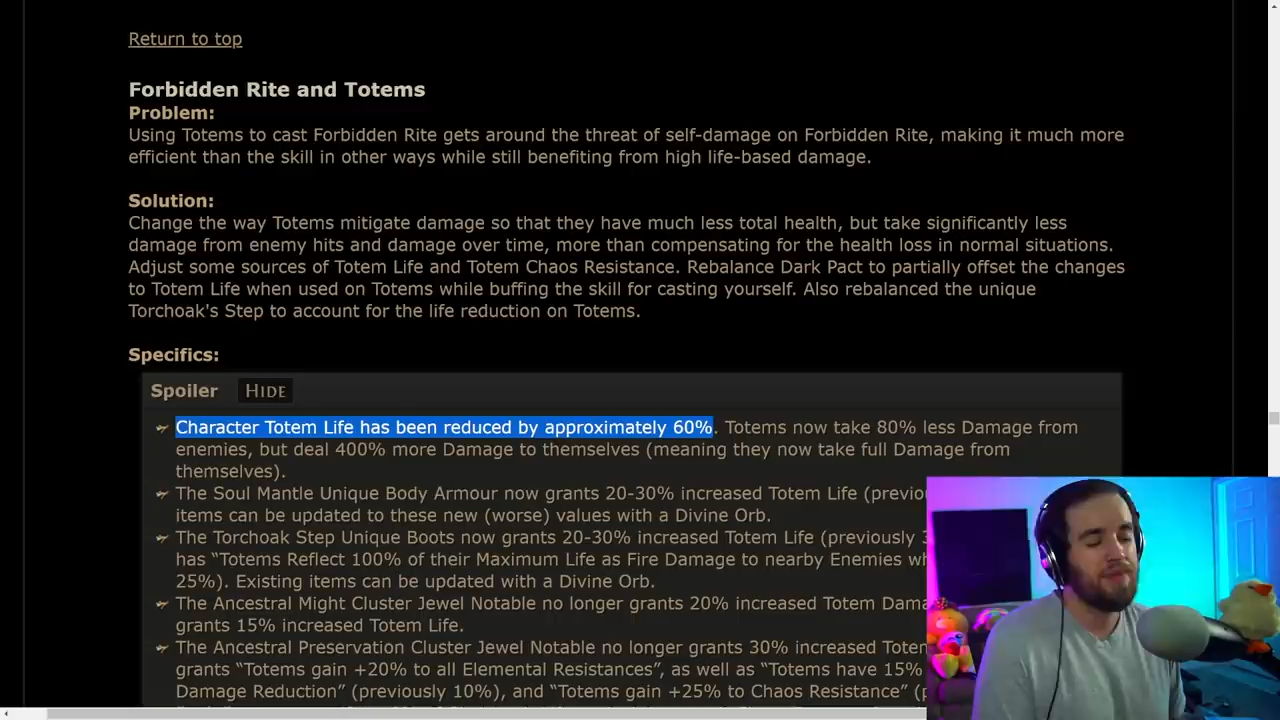 Return to top
Forbidden Rite and Totems
Problem:
Using Totems to cast Forbidden Rite gets around the threat of self-damage on Forbidden Rite, making it much more
efficient than the skill in other ways while still benefiting from high life-based damage.
Solution:
Change the way Totems mitigate damage so that they have much less total health, but take significantly less
damage from enemy hits and damage over time, more than compensating for the health loss in normal situations.
Adjust some sources of Totem Life and Totem Chaos Resistance. Rebalance Dark Pact to partially offset the changes
to Totem Life when used on Totems while buffing the skill for casting yourself. Also rebalanced the unique
Torchoak's Step to account for the life reduction on Totems.
Specifics:
Spoiler HIDE
Character Totem Life has been reduced by approximately 60%. Totems now take 80% less Damage from
enemies, but deal 400% more Damage to themselves (meaning they now take full Damage from
themselves).
The Soul Mantle Unique Body Armour now grants 20-30% increased Totem Life
items can be updated to these new (worse) values with a Divine Orb.
The Torchoak Step Unique Boots now grants 20-30% increased Totem Life (previously
has "Totems Reflect 100% of their Maximum Life as Fire Damage to nearby Enemies
25%). Existing items can be updated with a Divine Orb.
The Ancestral Might Cluster Jewel Notable no longer grants 20% increased Totem
grants 15% increased Totem Life.
The Ancestral Preservation Cluster Jewel Notable no longer grants 30% increased
grants "Totems gain +20% to all Elemental Resistances", as well as "Totems have 15%
Damage Reduction" (previously 10%), and "Totems gain +25% to Chaos Resistance"